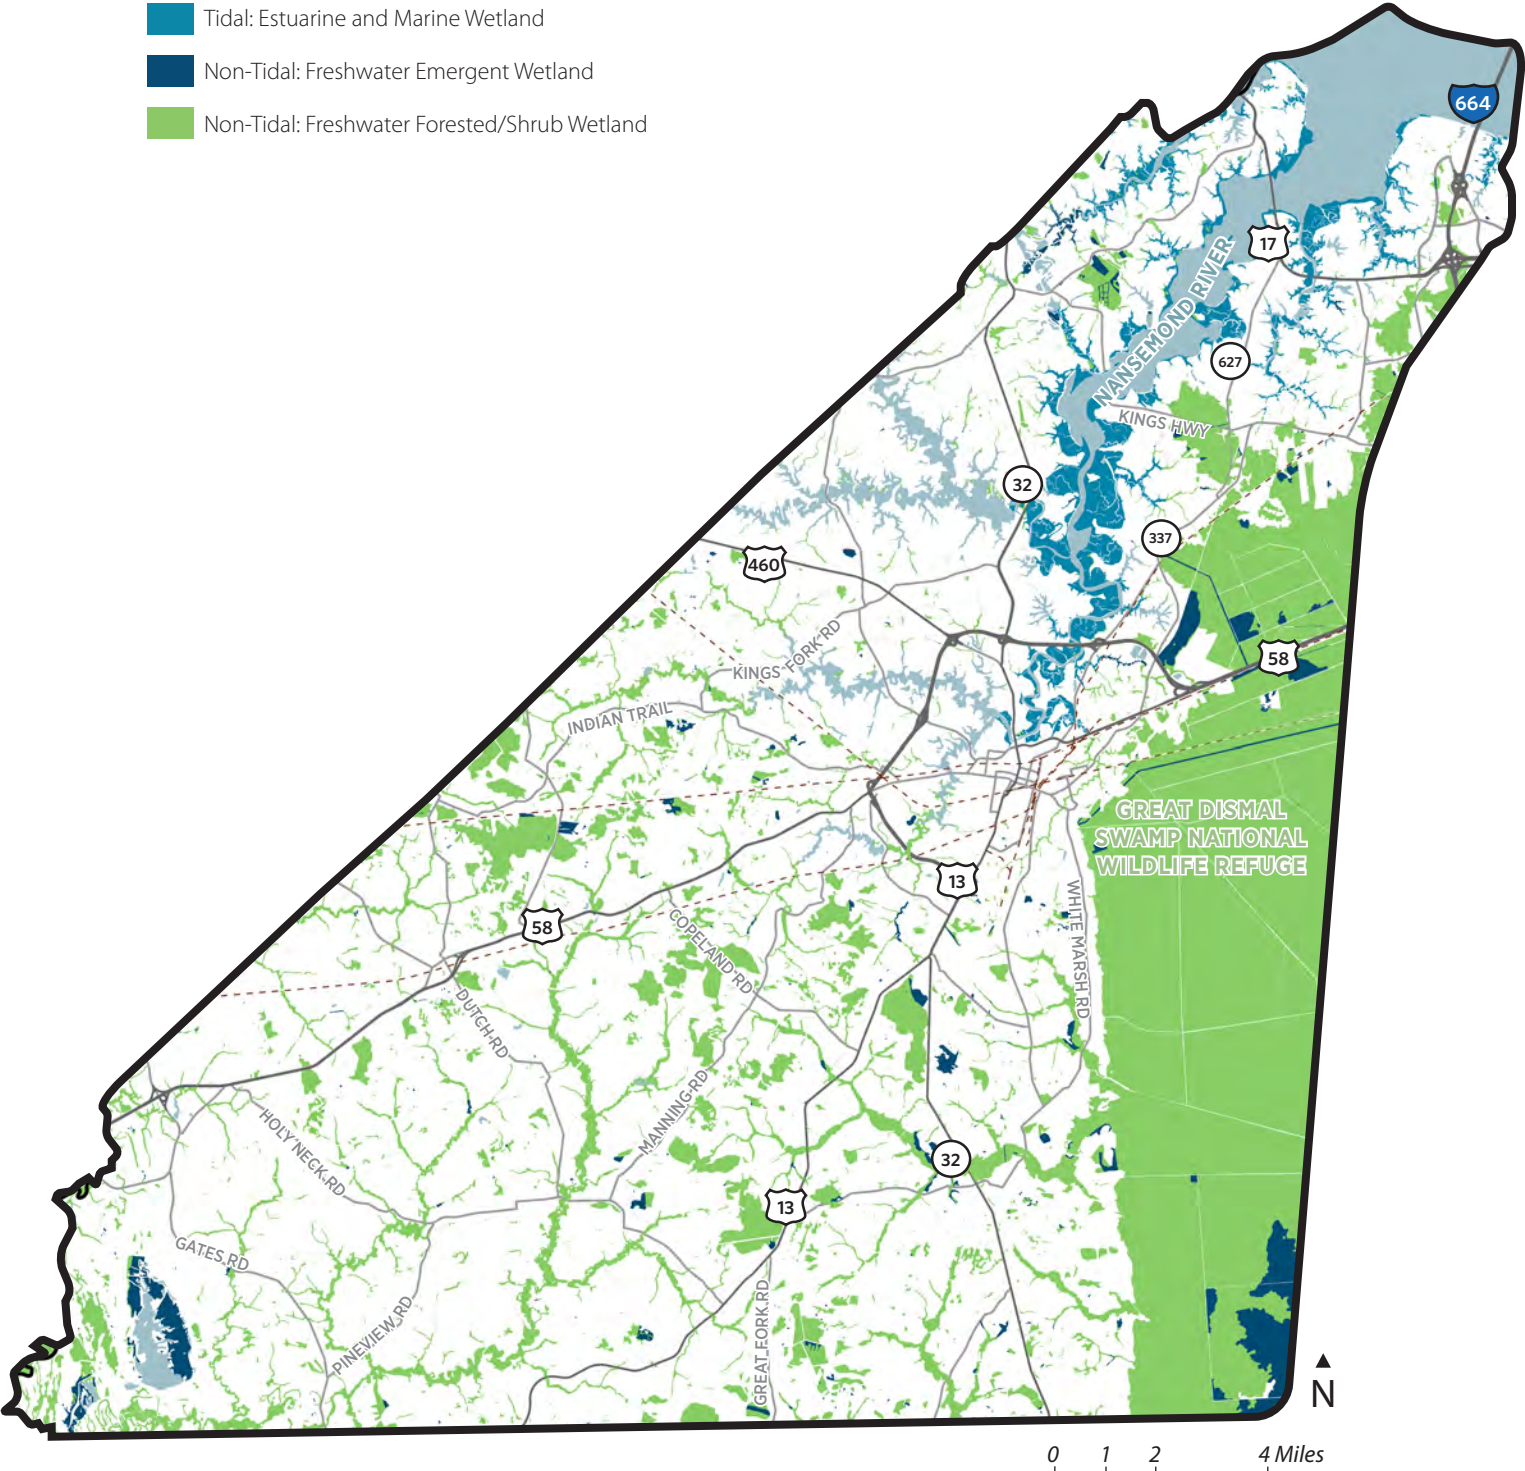 Tidal: Estuarine and Marine Wetland
Non-Tidal: Freshwater Emergent Wetland
Non-Tidal: Freshwater Forested/Shrub Wetland
664
17
NANSEMOND RIVER
627
KINGS HWY
32
337
460
KINGS FORK RD
58
INDIAN TRAIL
GREAT DISMAL
SWAMP NATIONAL
WILDLIFE REFUGE
13
WHITE MARSH RD
58
COPELAND RD
DUTCH RD
MANNING RD
HOLY NECK RD
32
13
GATES RD
PINEVIEW RD
GREAT FORK RD
N
0 1 2 4 Miles